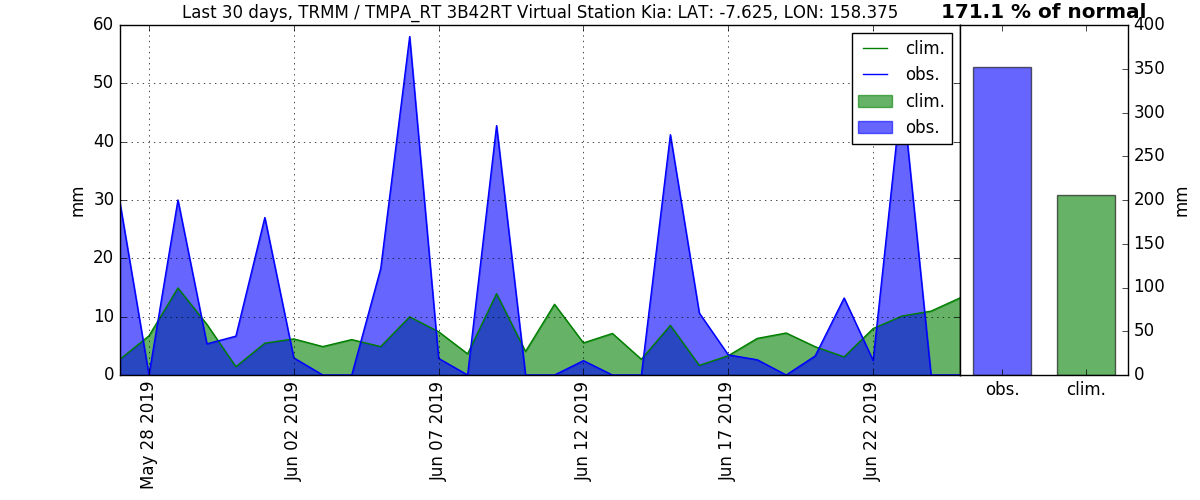 Last 30 days, TRMM / TMPA_RT 3B42RT Virtual Station Kia: LAT: -7.625, LON: 158.375
171.1 % of normal
60
50
40
30
20
10
0
mm
clim.
obs.
clim.
obs.
May 28 2019
Jun 02 2019
Jun 07 2019
Jun 12 2019
Jun 17 2019
Jun 22 2019
400
350
300
250
200
150
100
50
0
mm
obs.
clim.